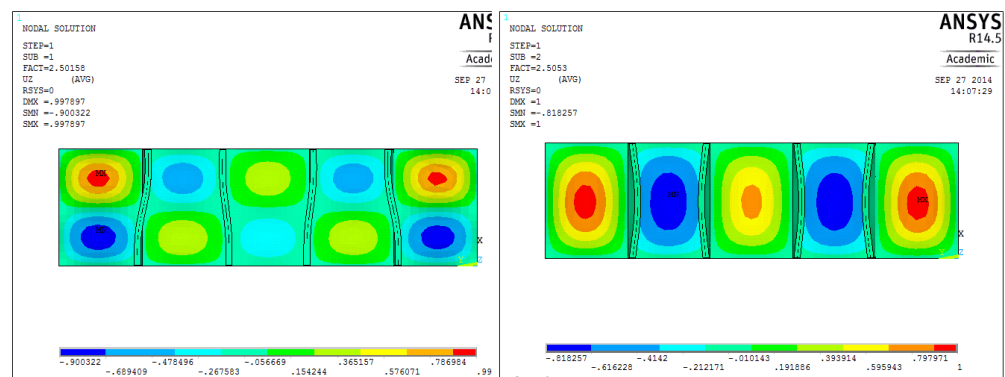 1
NODAL SOLUTION
STEP=1
SUB =1
FACT=2.50158
UZ (AVG)
RSYS=0
DMX =.997897
SMN =-.900322
SMX =.997897
ANS
R
Acade
SEP 27
14:0
MX
X
Y
Z
-.900322 -.478496 -.056669 .365157 .786984
-.689409 -.267583 .154244 .576071 .99
1
NODAL SOLUTION
STEP=1
SUB =2
FACT=2.5053
UZ (AVG)
RSYS=0
DMX =1
SMN =-.818257
SMX =1
ANSYS
R14.5
Academic
SEP 27 2014
14:07:29
MX
X
Y
Z
-.818257 -.4142 -.010143 .393914 .797971
-.616228 -.212171 .191886 .595943 1